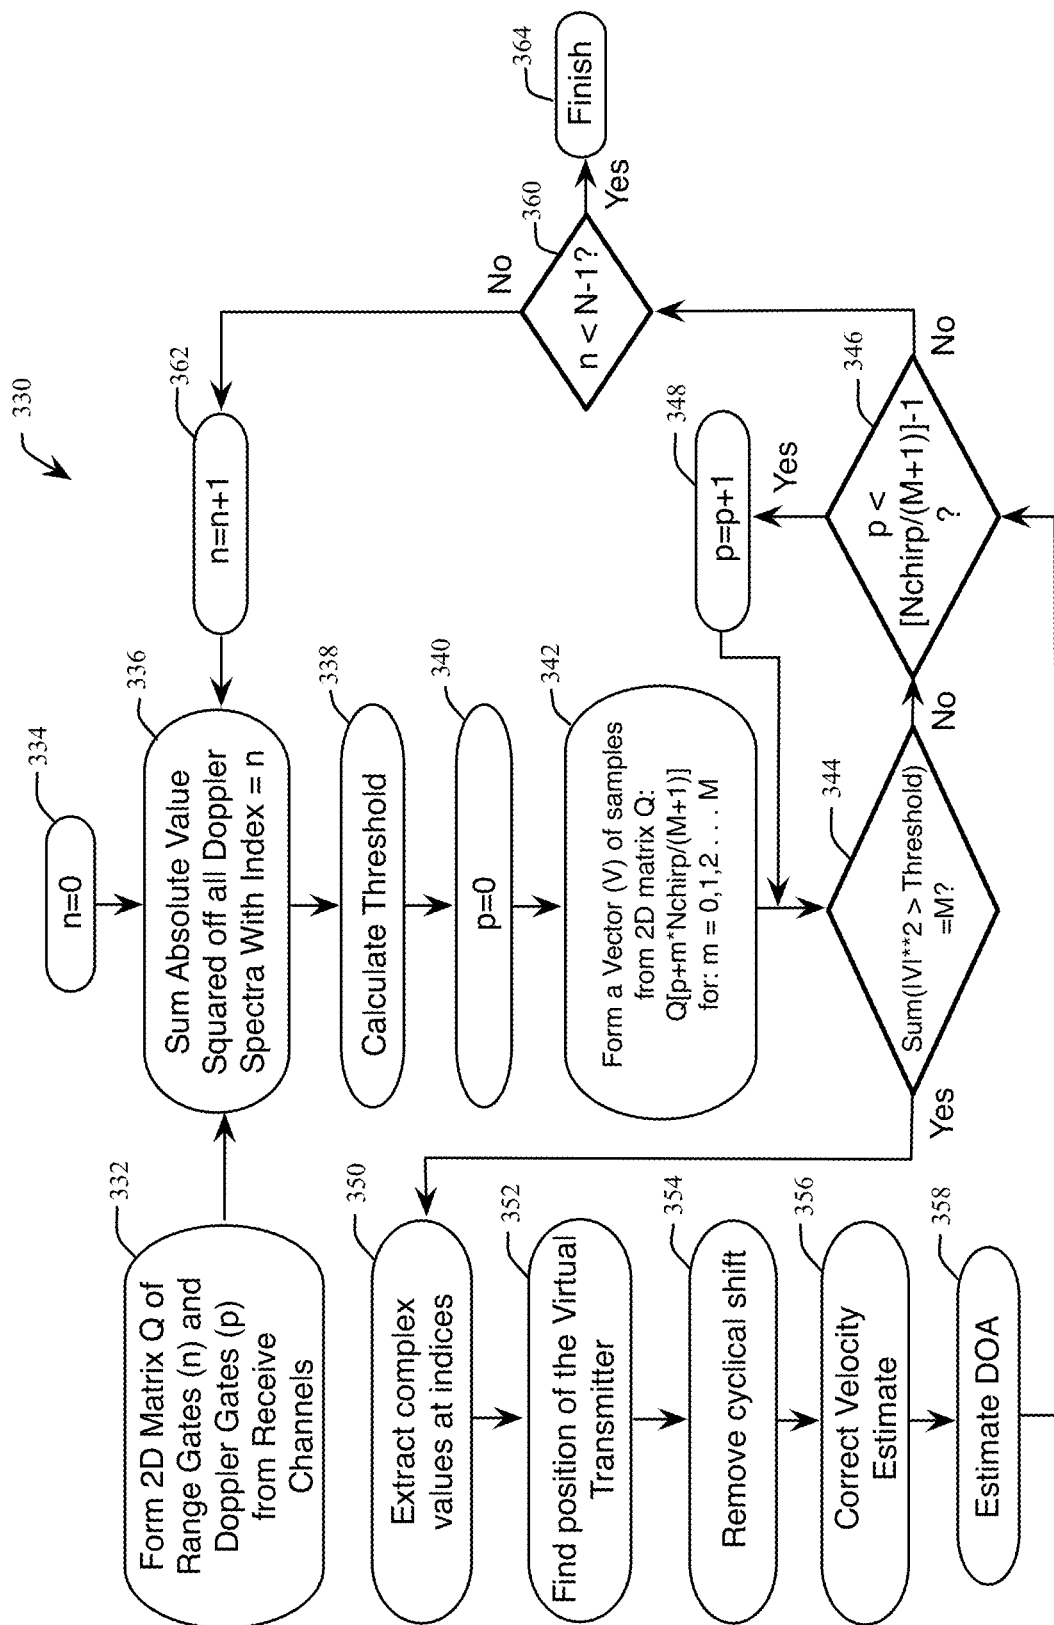 330
332
Form 2D Matrix Q of
Range Gates (n) and
Doppler Gates (p)
from Receive
Channels
334
n=0
336
Sum Absolute Value
Squared off all Doppler
Spectra With Index = n
362
n=n+1
338
Calculate Threshold
340
p=0
342
Form a Vector (V) of samples
from 2D matrix Q:
Q[p+m*Nchirp/(M+1)]
for: m = 0,1,2 . . . . M
344
Sum(|V|**2 > Threshold)
=M?
Yes
No
346
p <
[Nchirp/(M+1)]-1
?
Yes
No
348
p=p+1
350
Extract complex
values at indices
352
Find position of the Virtual
Transmitter
354
Remove cyclical shift
356
Correct Velocity
Estimate
358
Estimate DOA
360
n < N-1?
No
Yes
364
Finish